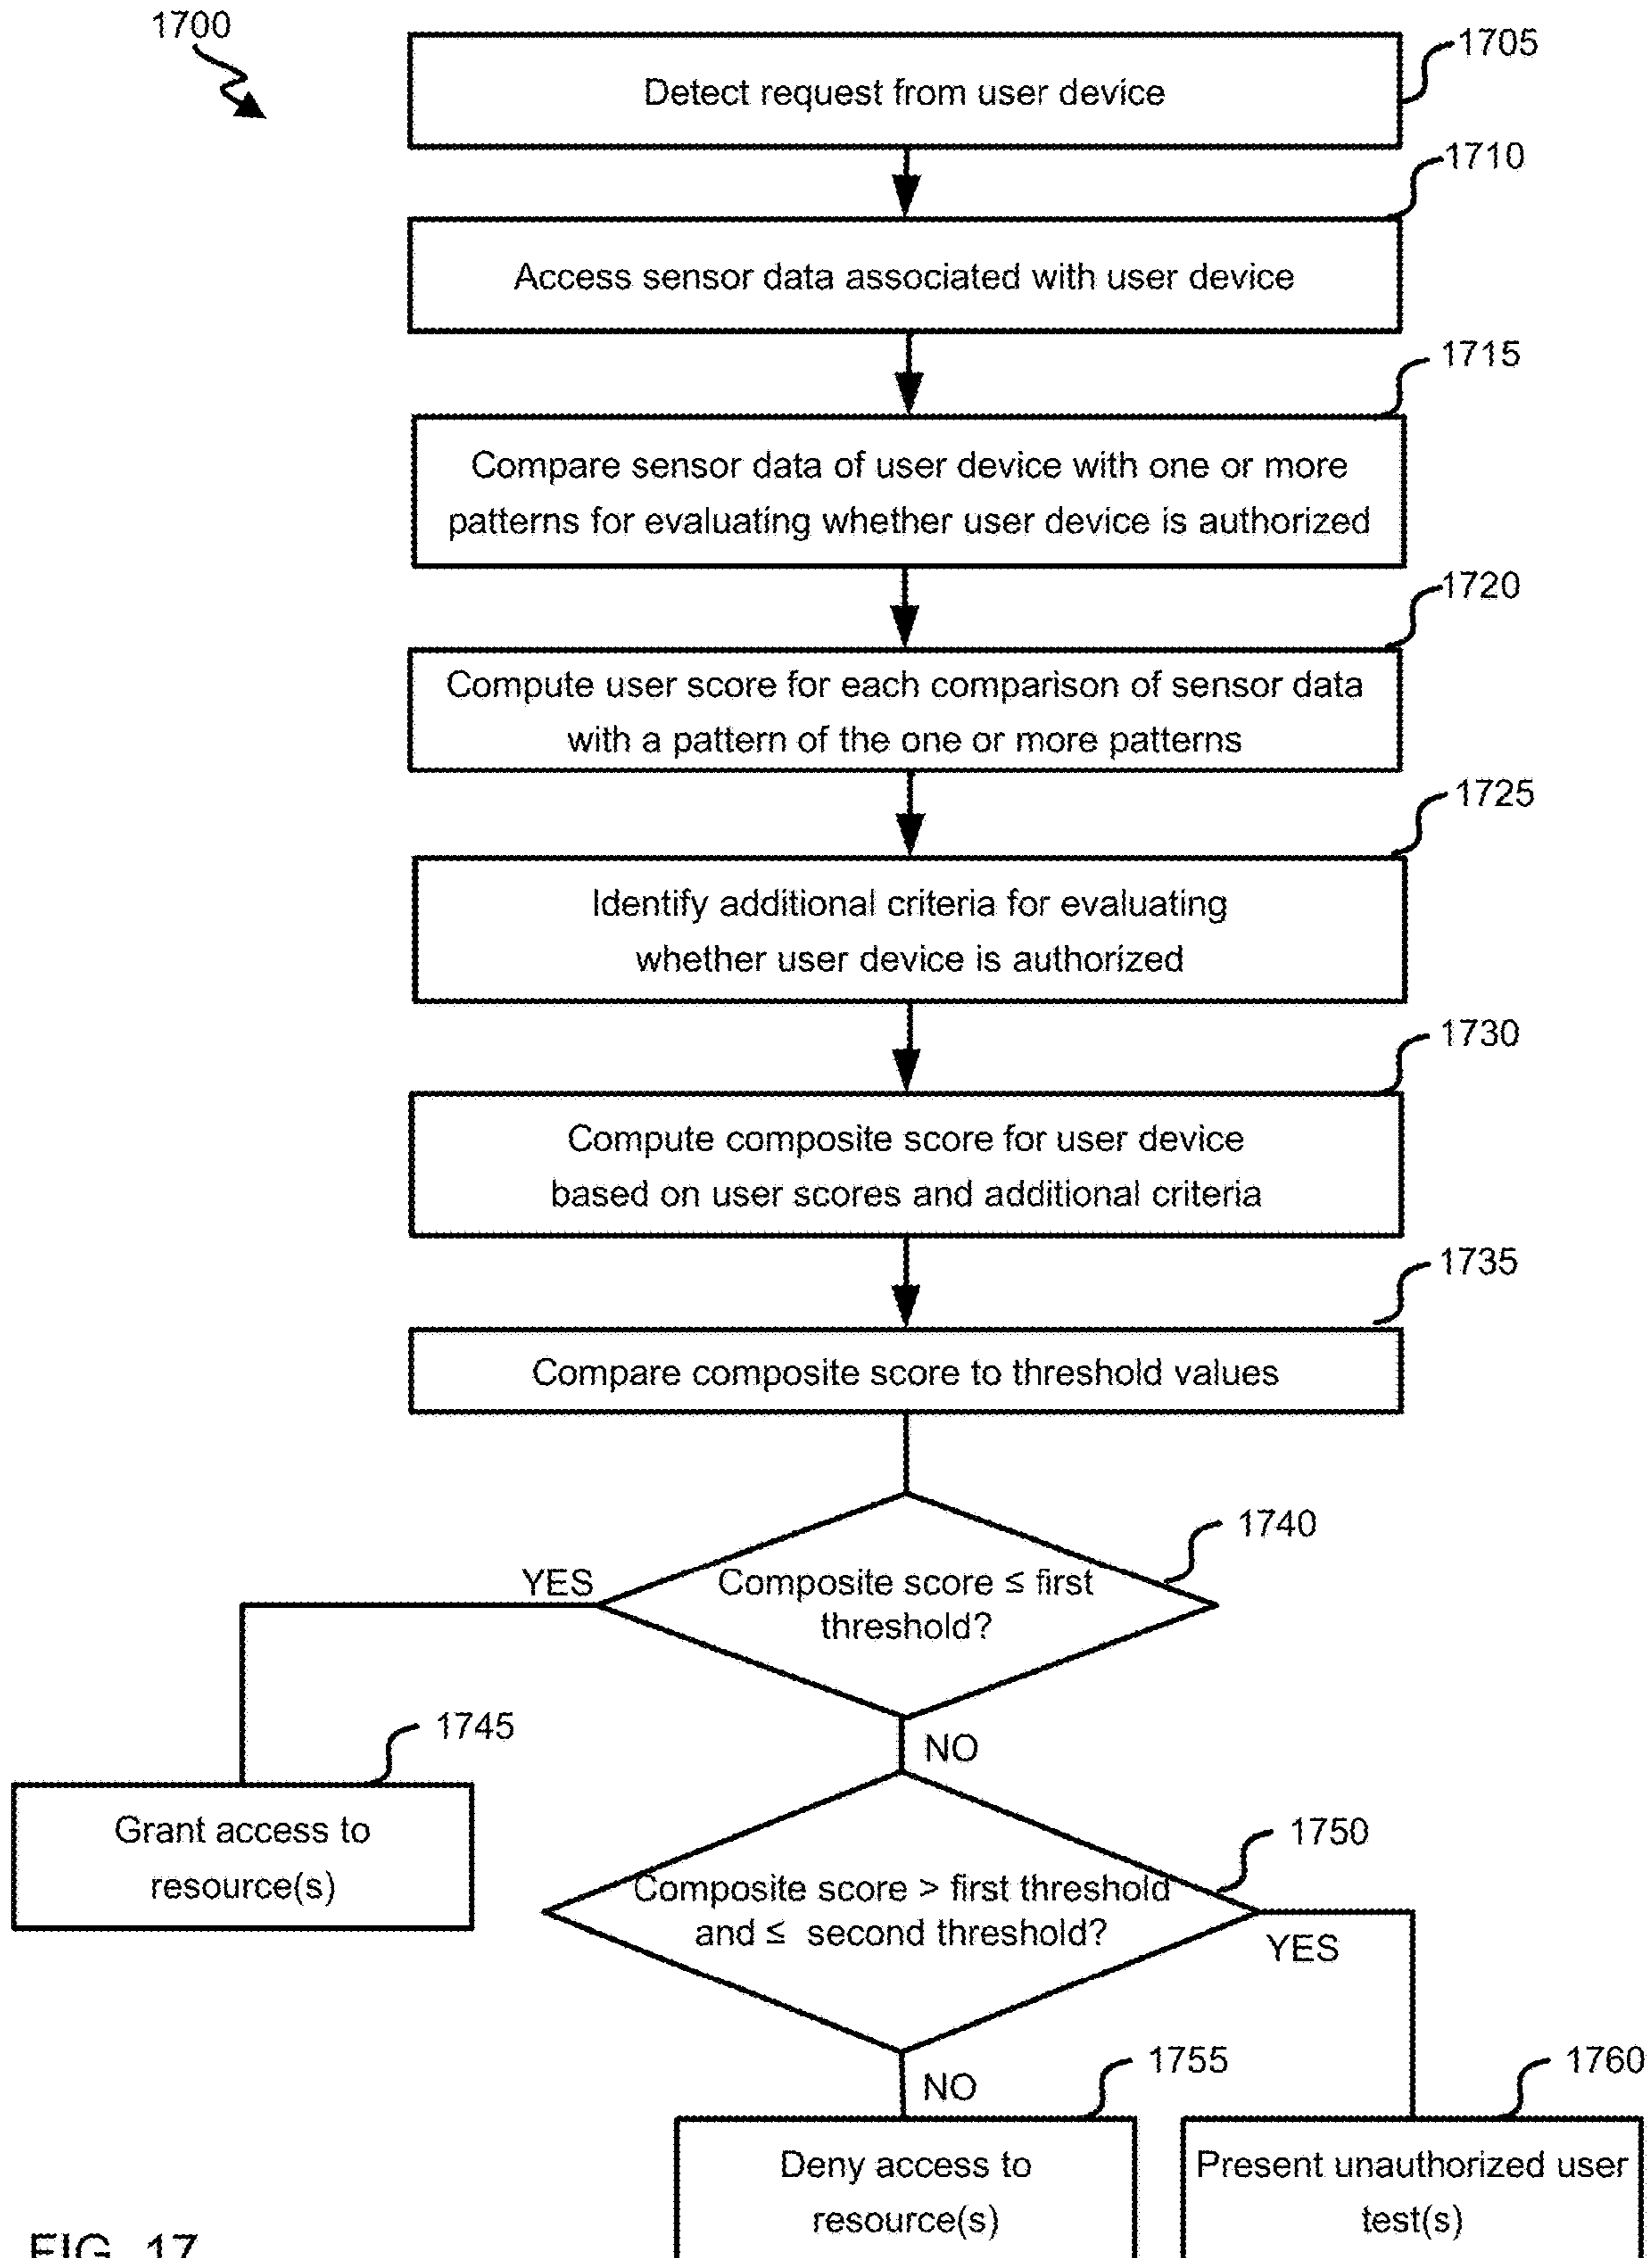 1700
1705
Detect request from user device
1710
Access sensor data associated with user device
1715
Compare sensor data of user device with one or more
patterns for evaluating whether user device is authorized
1720
Compute user score for each comparison of sensor data
with a pattern of the one or more patterns
1725
Identify additional criteria for evaluating
whether user device is authorized
1730
Compute composite score for user device
based on user scores and additional criteria
1735
Compare composite score to threshold values
1740
YES
Composite score ≤ first
threshold?
1745
NO
Grant access to
resource(s)
1750
Composite score > first threshold
and ≤ second threshold?
YES
1755
1760
NO
Deny access to
resource(s)
Present unauthorized user
test(s)
FIG. 17